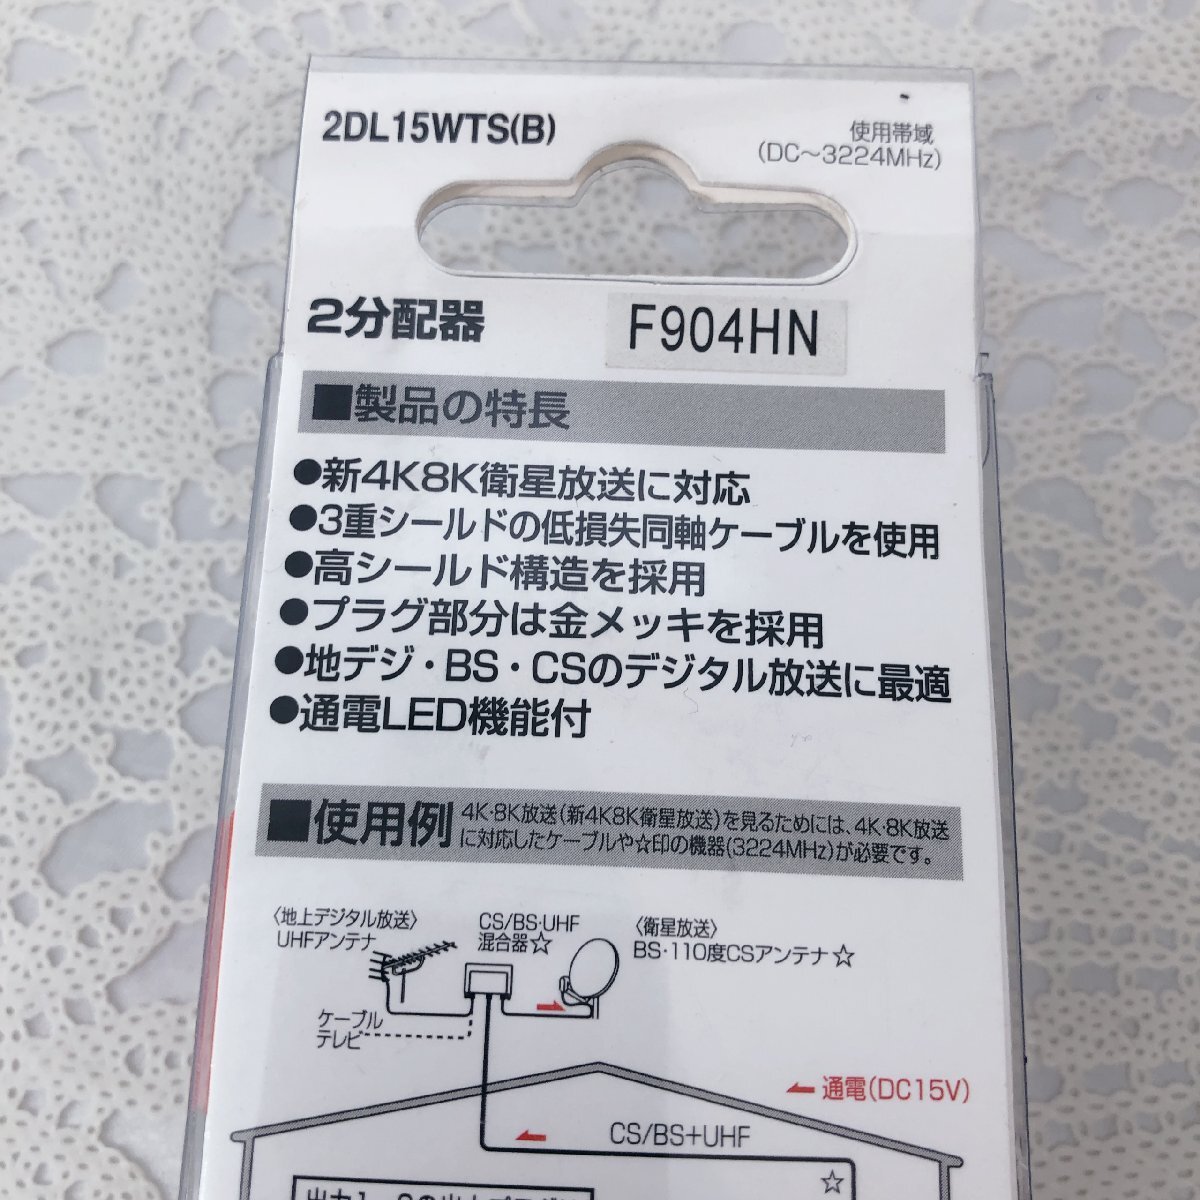 2DL15WTS(B)
使用帯域
(DC～3224MHz)
2分配器
F904HN
■製品の特長
●新4K8K衛星放送に対応
●3重シールドの低損失同軸ケーブルを使用
●高シールド構造を採用
●プラグ部分は金メッキを採用
●地デジ・BS・CSのデジタル放送に最適
●通電LED機能付
■使用例
4K・8K放送(新4K8K衛星放送)を見るためには、4K・8K放送
に対応したケーブルや☆印の機器(3224MHz)が必要です。
〈地上デジタル放送〉
UHFアンテナ
CS/BS・UHF
混合器☆
〈衛星放送〉
BS・110度CSアンテナ☆
ケーブル
テレビ
通電(DC15V)
CS/BS+UHF
☆